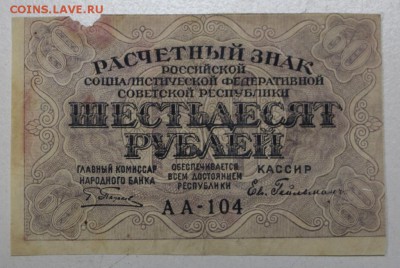 COINS.LAVE.RU
РАСЧЕТНЫЙ ЗНАК
РОССИЙСКОЙ
СОЦИАЛИСТИЧЕСКОЙ ФЕДЕРАТИВНОЙ
СОВЕТСКОЙ РЕСПУБЛИКИ
ШЕСТЬДЕСЯТ
РУБЛЕЙ
ГЛАВНЫЙ КОМИССАР
НАРОДНОГО БАНКА
ОБЕСПЕЧИВАЕТСЯ
ВСЕМ ДОСТОЯНИЕМ
РЕСПУБЛИКИ
КАССИР
АА-104